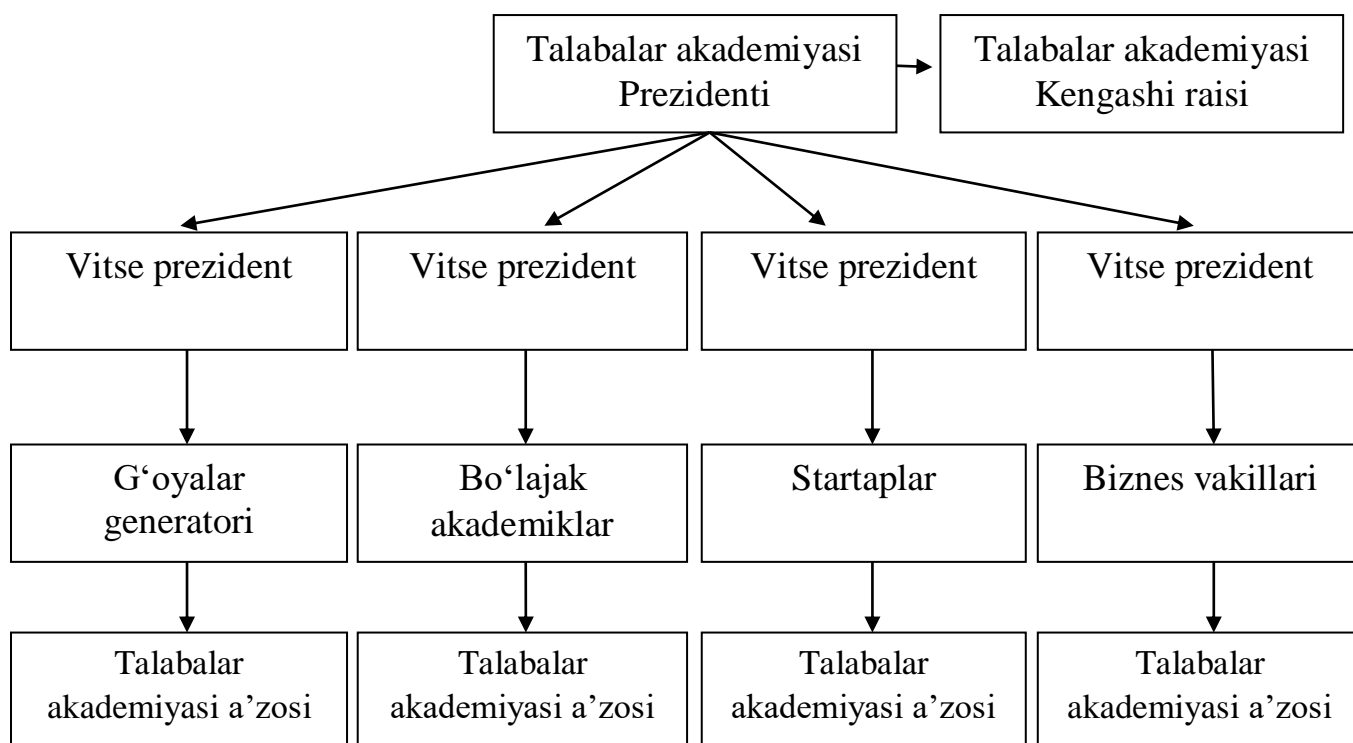 Talabalar akademiyasi
Prezidenti
Talabalar akademiyasi
Kengashi raisi
Vitse prezident
Vitse prezident
Vitse prezident
Vitse prezident
G‘oyalar
generatori
Bo‘lajak
akademiklar
Startaplar
Biznes vakillari
Talabalar
akademiyasi a’zosi
Talabalar
akademiyasi a’zosi
Talabalar
akademiyasi a’zosi
Talabalar
akademiyasi a’zosi